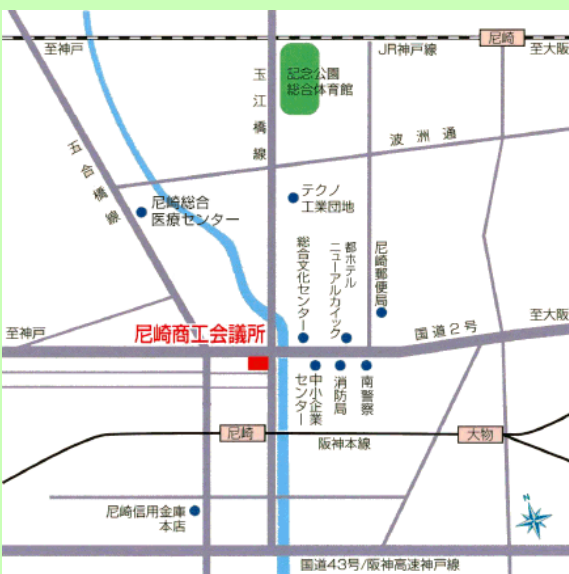 尼崎
至神戸
JR神戸線
至大阪
記念公園
総合体育館
玉江橋線
波洲通
五合橋線
尼崎総合
医療センター
テクノ
工業団地
総合文化センター
都ホテル
ニューアルカイック
尼崎郵便局
至大阪
国道2号
至神戸
尼崎商工会議所
中小企業
センター
消防局
南警察
尼崎
阪神本線
大物
尼崎信用金庫
本店
N
国道43号/阪神高速神戸線